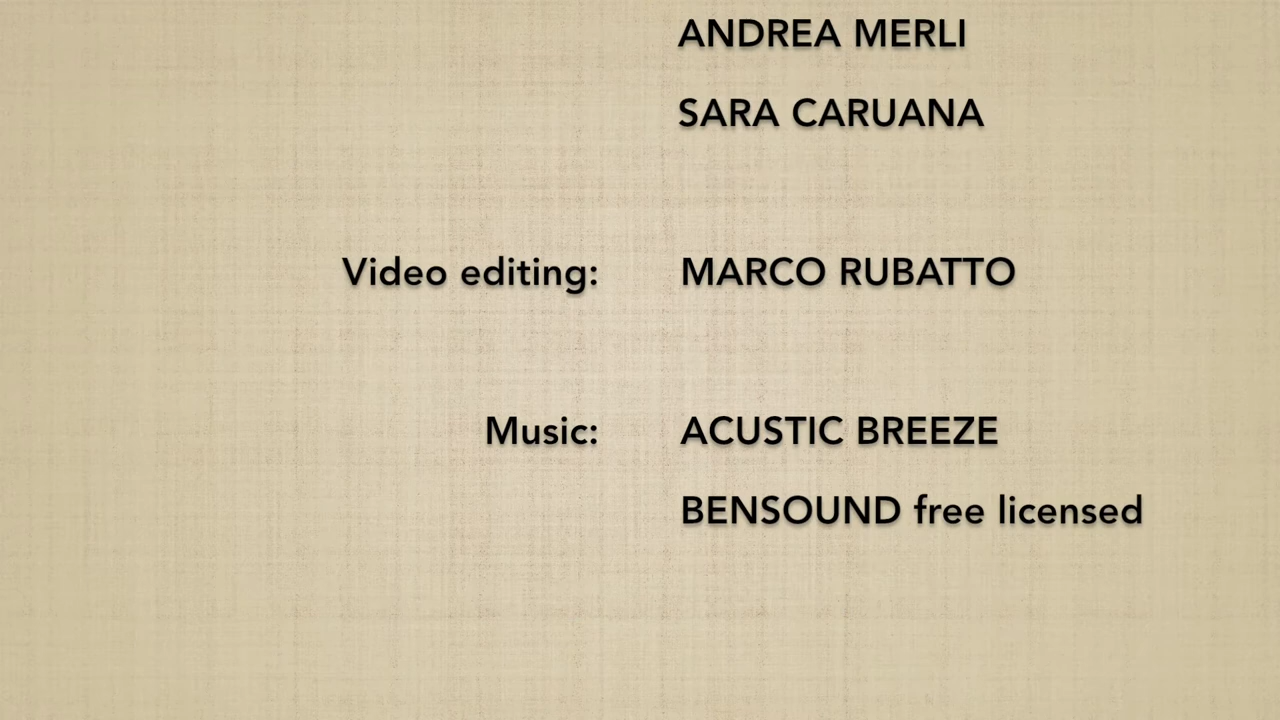 ANDREA MERLI
SARA CARUANA
Video editing: MARCO RUBATTO
Music: ACUSTIC BREEZE
BENSOUND free licensed